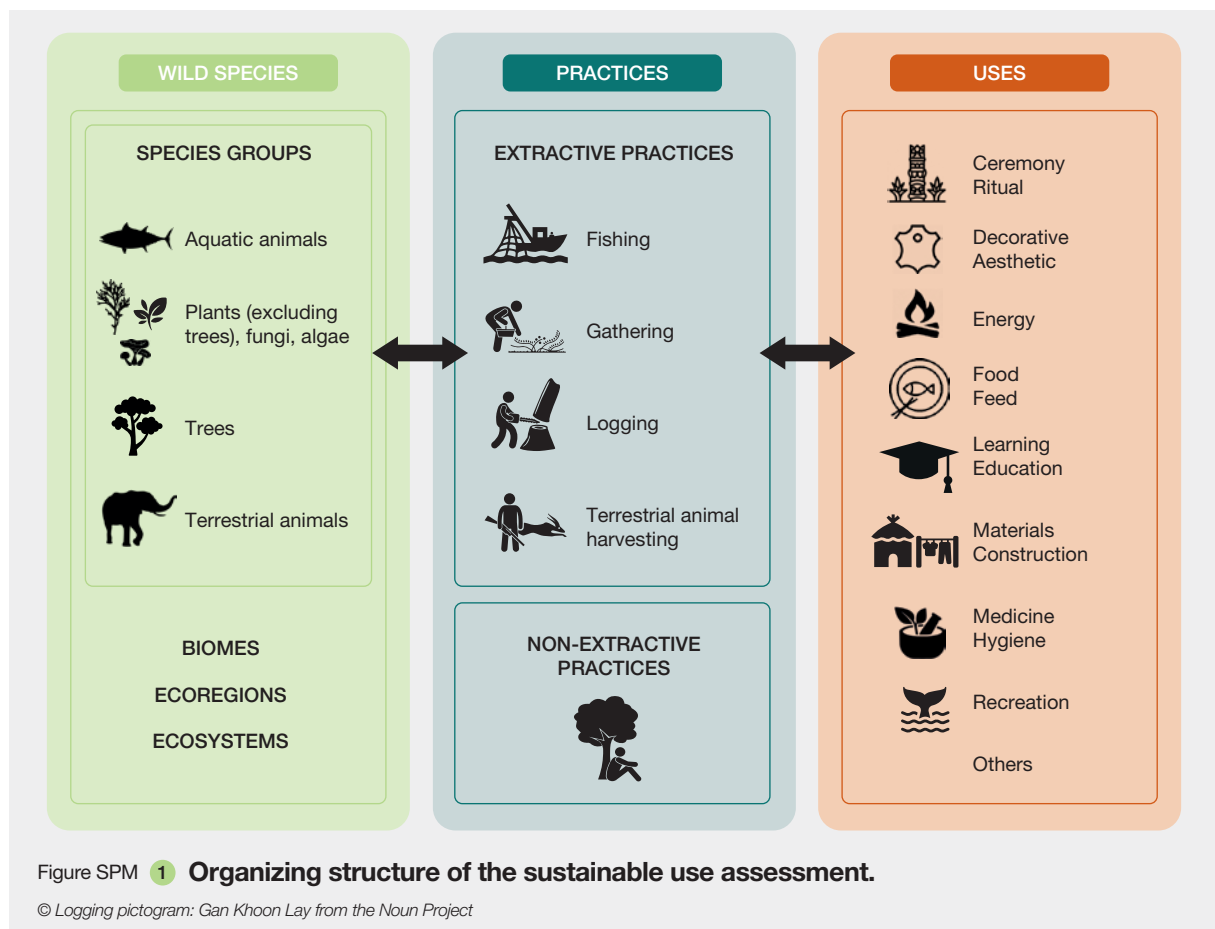 WILD SPECIES
SPECIES GROUPS
Aquatic animals
Plants (excluding
trees), fungi, algae
Trees
Terrestrial animals
BIOMES
ECOREGIONS
ECOSYSTEMS
PRACTICES
EXTRACTIVE PRACTICES
Fishing
Gathering
Logging
Terrestrial animal
harvesting
NON-EXTRACTIVE
PRACTICES
USES
Ceremony
Ritual
Decorative
Aesthetic
Energy
Food
Feed
Learning
Education
Materials
Construction
Medicine
Hygiene
Recreation
Others
Figure SPM 1 Organizing structure of the sustainable use assessment.
© Logging pictogram: Gan Khoon Lay from the Noun Project